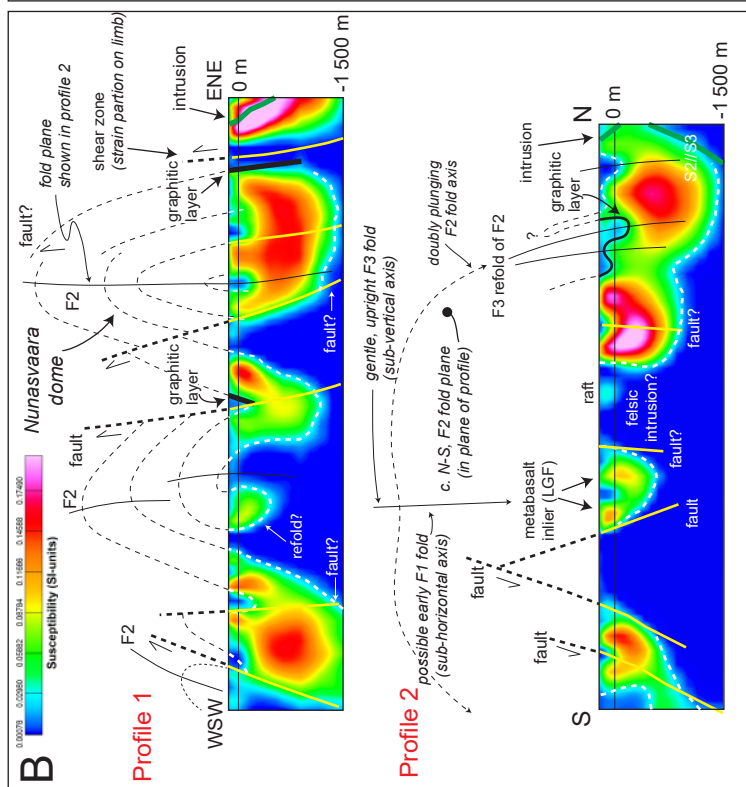 B
0.00078
0.02980
0.05882
0.08784
0.11686
0.14588
0.17490
Susceptibility (SI-units)
Profile 1
WSW
ENE
0 m
-1 500 m
F2
F2
fault
Nunasvaara
dome
F2
fault?
fold plane
shown in profile 2
shear zone
(strain partion on limb)
intrusion
graphitic
layer
graphitic
layer
fault?
refold?
fault?
Profile 2
S
N
0 m
-1 500 m
possible early F1 fold
(sub-horizontal axis)
gentle, upright F3 fold
(sub-vertical axis)
c. N-S, F2 fold plane
(in plane of profile)
doubly plunging
F2 fold axis
F3 refold of F2
?
graphitic
layer
intrusion
fault
fault
metabasalt
inlier (LGF)
raft
felsic
intrusion?
fault
fault?
fault?
S2//S3